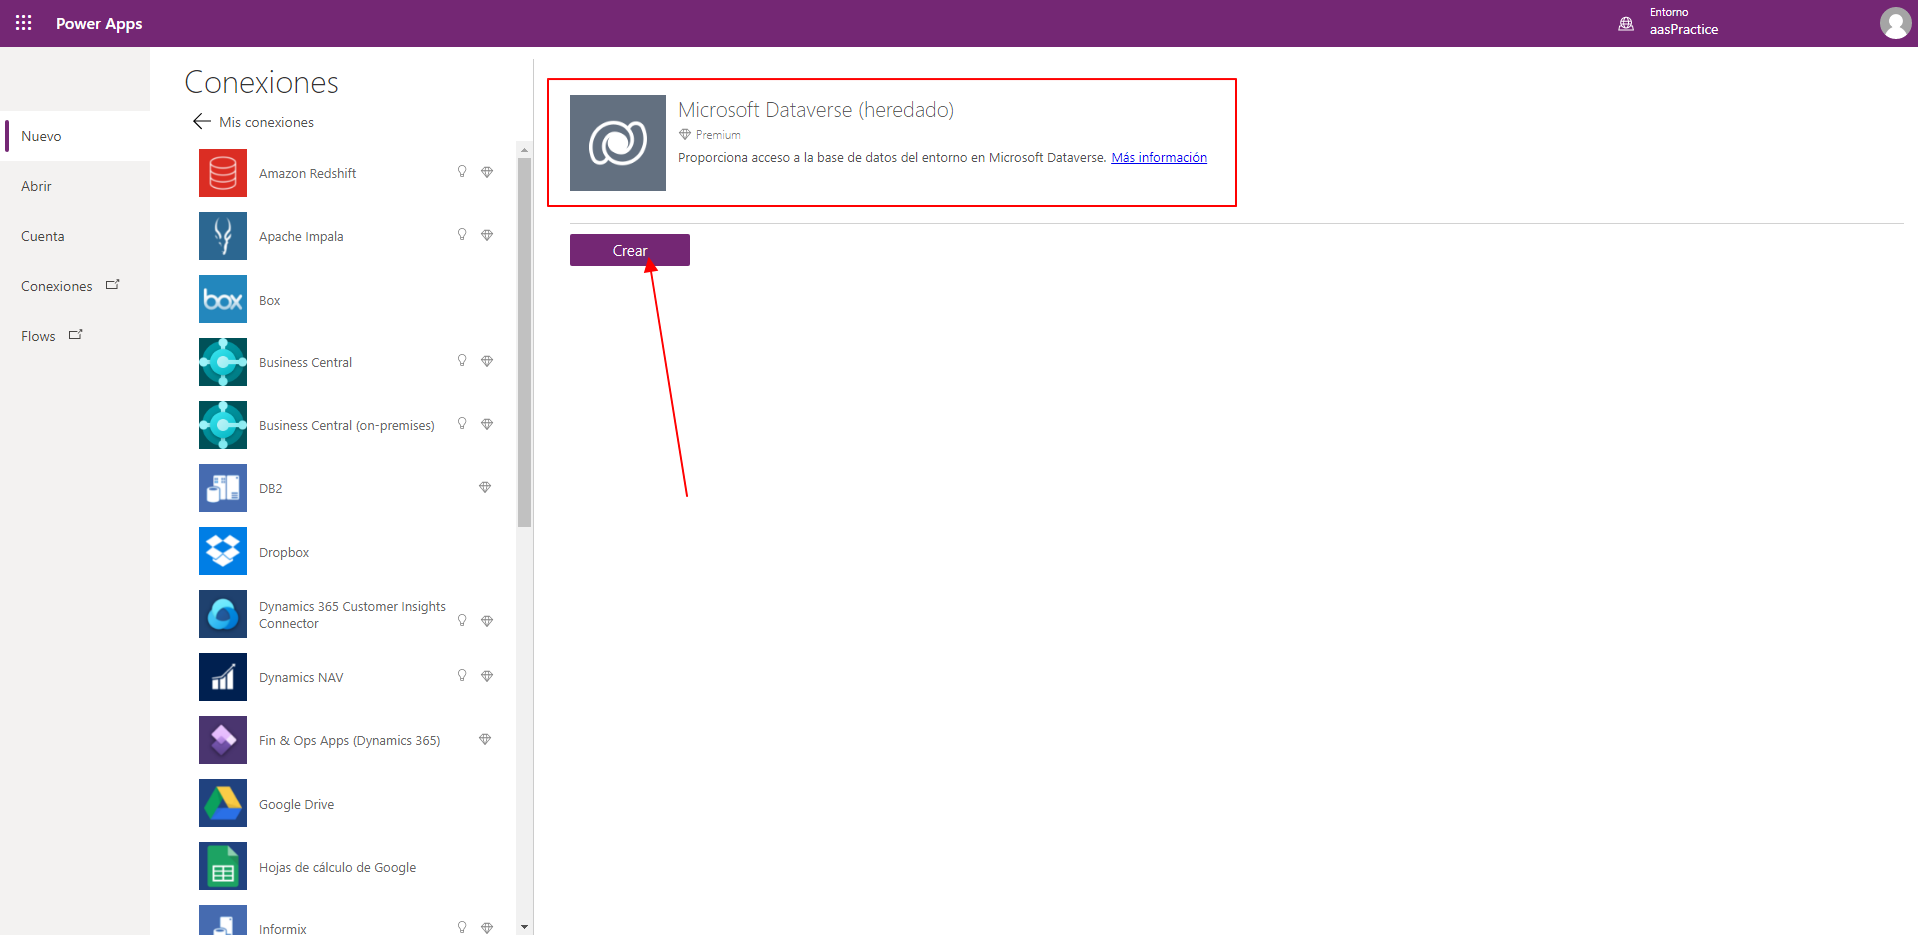 Power Apps
Entorno
aasPractice
Nuevo
Abrir
Cuenta
Conexiones
Flows
Conexiones
Mis conexiones
Amazon Redshift
Apache Impala
box
Box
Business Central
Business Central (on-premises)
DB2
Dropbox
Dynamics 365 Customer Insights
Connector
Dynamics NAV
Fin & Ops Apps (Dynamics 365)
Google Drive
Hojas de cálculo de Google
Informix
Microsoft Dataverse (heredado)
Premium
Proporciona acceso a la base de datos del entorno en Microsoft Dataverse. Más información
Crear